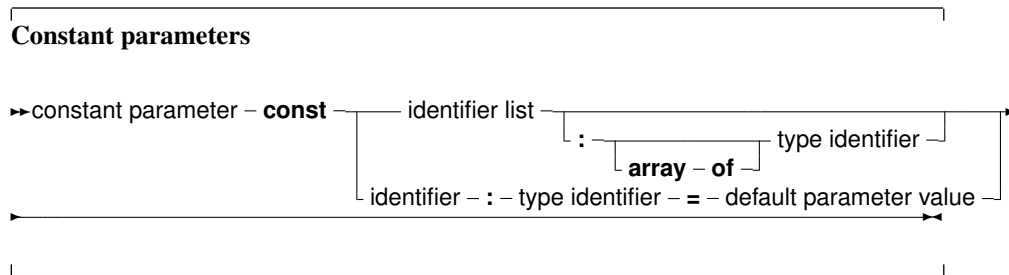 Constant parameters
constant parameter – const – identifier list –
: – type identifier –
array – of –
identifier – : – type identifier – = – default parameter value –